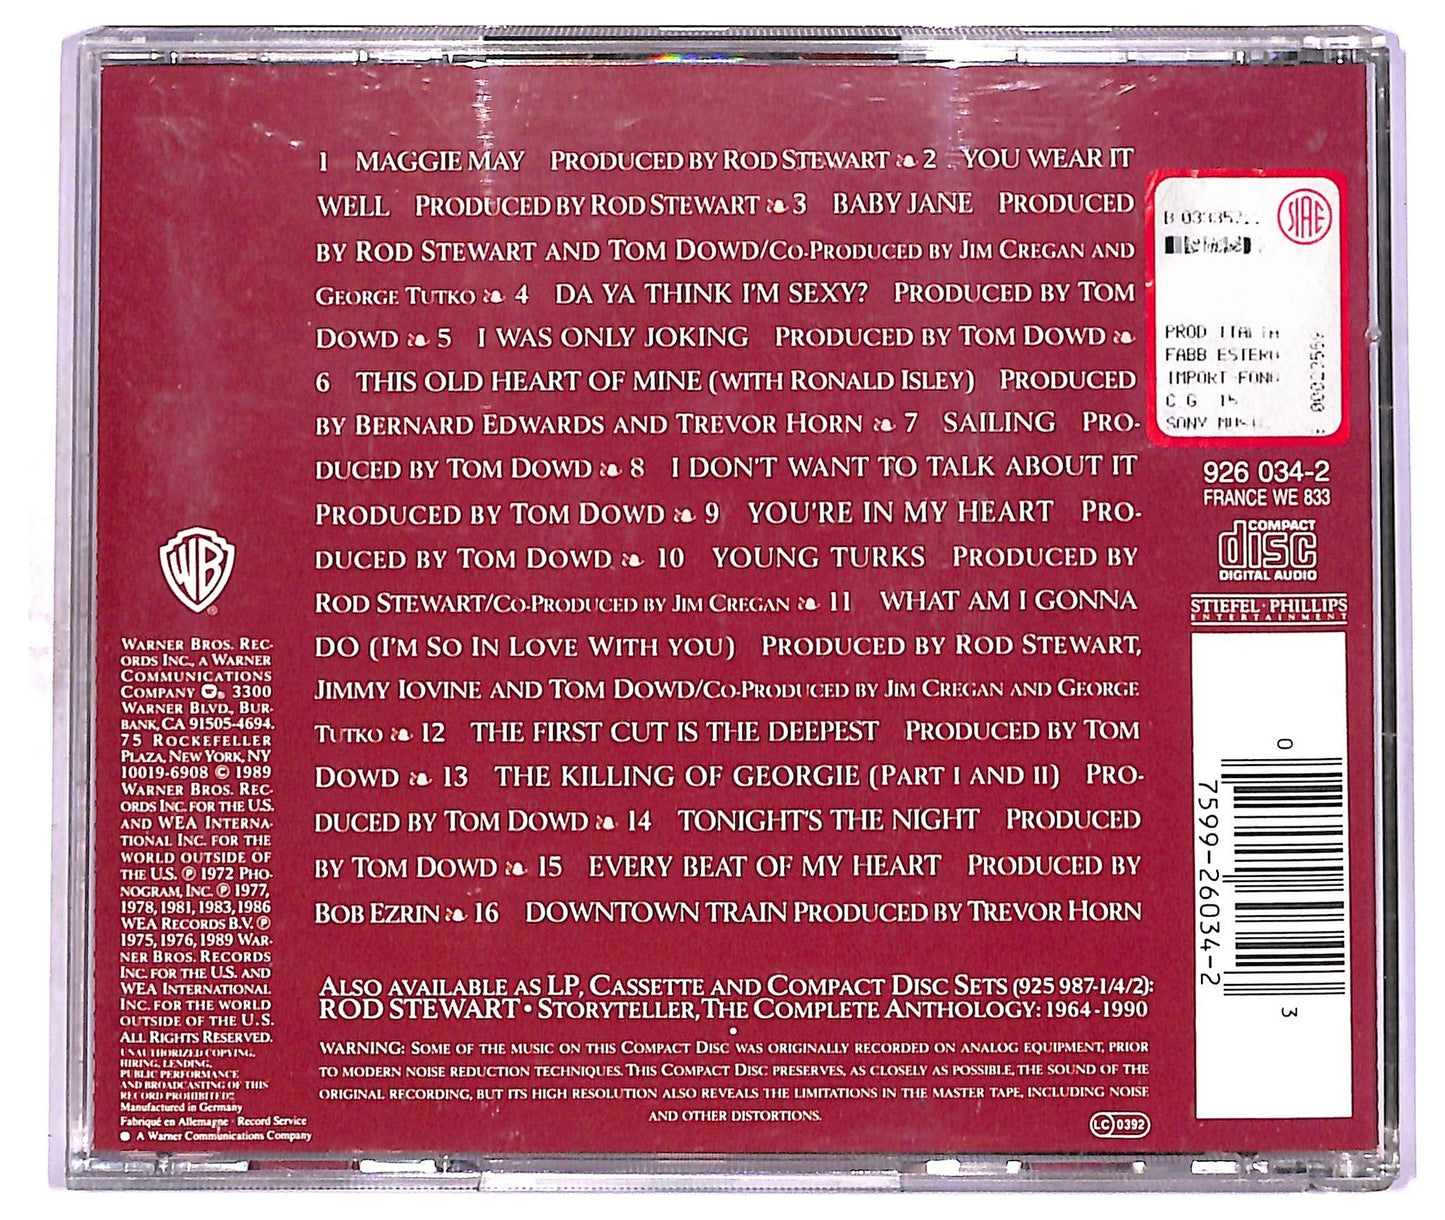 1 MAGGIE MAY PRODUCED BY ROD STEWART ❧ 2 YOU WEAR IT
WELL PRODUCED BY ROD STEWART ❧ 3 BABY JANE PRODUCED
BY ROD STEWART AND TOM DOWD/CO-PRODUCED BY JIM CREGAN AND
GEORGE TUTKO ❧ 4 DA YA THINK I'M SEXY? PRODUCED BY TOM
DOWD ❧ 5 I WAS ONLY JOKING PRODUCED BY TOM DOWD ❧
6 THIS OLD HEART OF MINE (WITH RONALD ISLEY) PRODUCED
BY BERNARD EDWARDS AND TREVOR HORN ❧ 7 SAILING PRO-
DUCED BY TOM DOWD ❧ 8 I DON'T WANT TO TALK ABOUT IT
PRODUCED BY TOM DOWD ❧ 9 YOU'RE IN MY HEART PRO-
DUCED BY TOM DOWD ❧ 10 YOUNG TURKS PRODUCED BY
ROD STEWART/CO-PRODUCED BY JIM CREGAN ❧ 11 WHAT AM I GONNA
DO (I'M SO IN LOVE WITH YOU) PRODUCED BY ROD STEWART,
JIMMY IOVINE AND TOM DOWD/CO-PRODUCED BY JIM CREGAN AND GEORGE
TUTKO ❧ 12 THE FIRST CUT IS THE DEEPEST PRODUCED BY TOM
DOWD ❧ 13 THE KILLING OF GEORGIE (PART I AND II) PRO-
DUCED BY TOM DOWD ❧ 14 TONIGHT'S THE NIGHT PRODUCED
BY TOM DOWD ❧ 15 EVERY BEAT OF MY HEART PRODUCED BY
BOB EZRIN ❧ 16 DOWNTOWN TRAIN PRODUCED BY TREVOR HORN
ALSO AVAILABLE AS LP, CASSETTE AND COMPACT DISC SETS (925 987-1/4/2):
ROD STEWART • STORYTELLER, THE COMPLETE ANTHOLOGY: 1964-1990
•
WARNING: SOME OF THE MUSIC ON THIS COMPACT DISC WAS ORIGINALLY RECORDED ON ANALOG EQUIPMENT, PRIOR
TO MODERN NOISE REDUCTION TECHNIQUES. THIS COMPACT DISC PRESERVES, AS CLOSELY AS POSSIBLE, THE SOUND OF THE
ORIGINAL RECORDING, BUT ITS HIGH RESOLUTION ALSO REVEALS THE LIMITATIONS IN THE MASTER TAPE, INCLUDING NOISE
AND OTHER DISTORTIONS.
LC 0392
WB
®
WARNER BROS. REC-
ORDS INC., A WARNER
COMMUNICATIONS
COMPANY ®. 3300
WARNER BLVD., BUR-
BANK, CA 91505-4694.
75 ROCKEFELLER
PLAZA, NEW YORK, NY
10019-6908 © 1989
WARNER BROS. REC-
ORDS INC. FOR THE U.S.
AND WEA INTERNA-
TIONAL INC. FOR THE
WORLD OUTSIDE OF
THE U.S. ℗ 1972 PHO-
NOGRAM, INC. ℗ 1977,
1978, 1981, 1983, 1986
WEA RECORDS B.V. ℗
1975, 1976, 1989 WAR-
NER BROS. RECORDS
INC. FOR THE U.S. AND
WEA INTERNATIONAL
INC. FOR THE WORLD
OUTSIDE OF THE U.S.
ALL RIGHTS RESERVED.
UNAUTHORIZED COPYING,
HIRING, LENDING,
PUBLIC PERFORMANCE
AND BROADCASTING OF THIS
RECORD PROHIBITED!!
Manufactured in Germany
Fabriqué en Allemagne · Record Service
A Warner Communications Company
SIAE
PROD ITALIA
FABB ESTERO
IMPORT FONO
C G
SONY
926 034-2
FRANCE WE 833
COMPACT
disc
DIGITAL AUDIO
STIEFEL · PHILLIPS
ENTERTAINMENT
0
7599-26034-2
3